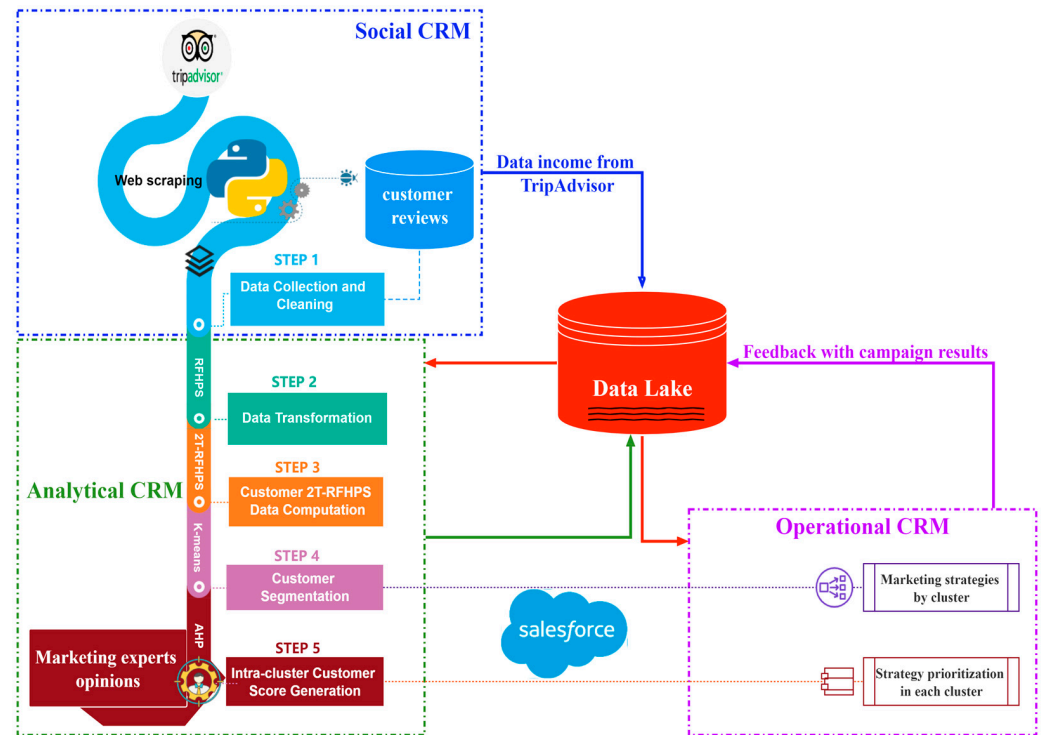 Social CRM
tripadvisor
Web scraping
customer
reviews
Data income from
TripAdvisor
STEP 1
Data Collection and
Cleaning
RFHPS
STEP 2
Data Transformation
Data Lake
Feedback with campaign results
Analytical CRM
2T-RFHPS
STEP 3
Customer 2T-RFHPS
Data Computation
K-means
STEP 4
Customer
Segmentation
AHP
Marketing experts
opinions
STEP 5
Intra-cluster Customer
Score Generation
salesforce
Operational CRM
Marketing strategies
by cluster
Strategy prioritization
in each cluster